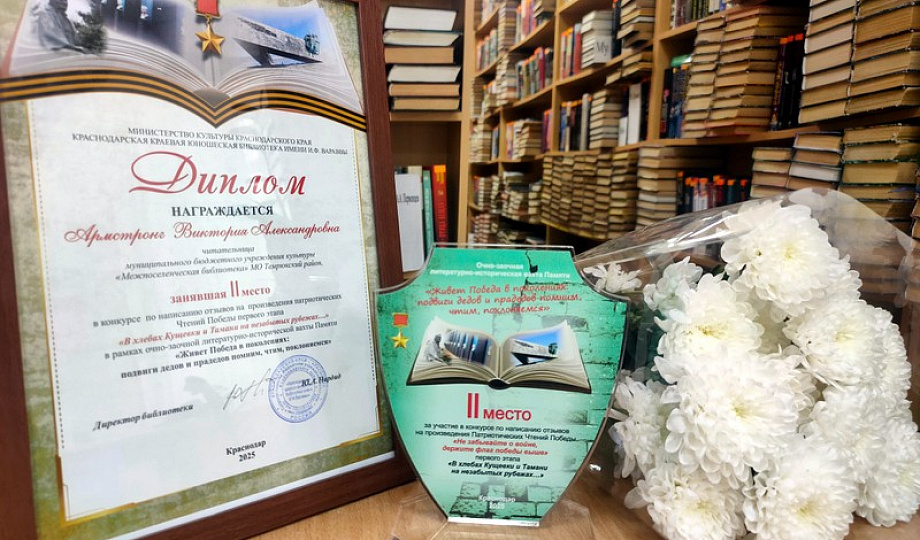 МИНИСТЕРСТВО КУЛЬТУРЫ КРАСНОДАРСКОГО КРАЯ
КРАСНОДАРСКАЯ КРАЕВАЯ ЮНОШЕСКАЯ БИБЛИОТЕКА ИМЕНИ И.Ф. ВАРАВВЫ
Диплом
НАГРАЖДАЕТСЯ
Армстронг Виктория Александровна
читательница
муниципального бюджетного учреждения культуры
«Межпоселенческая библиотека» МО Темрюкский район,
занявшая II место
в конкурсе по написанию отзывов на произведения патриотических
Чтений Победы первого этапа
«В хлебах Кущевки и Тамани на незабытых рубежах...»
в рамках очно-заочной литературно-исторической вахты Памяти
«Живет Победа в поколениях:
подвиги дедов и прадедов помним, чтим, поклоняемся»
Директор библиотеки
Краснодар
2025
Очно-заочная
литературно-историческая вахта Памяти
«Живет Победа в поколениях:
подвиги дедов и прадедов помним,
чтим, поклоняемся»
II место
за участие в конкурсе по написанию отзывов
на произведения Патриотических Чтений Победы
«Не забывайте о войне,
держите флаг победы выше»
первого этапа
«В хлебах Кущевки и Тамани
на незабытых рубежах...»
Краснодар
2025